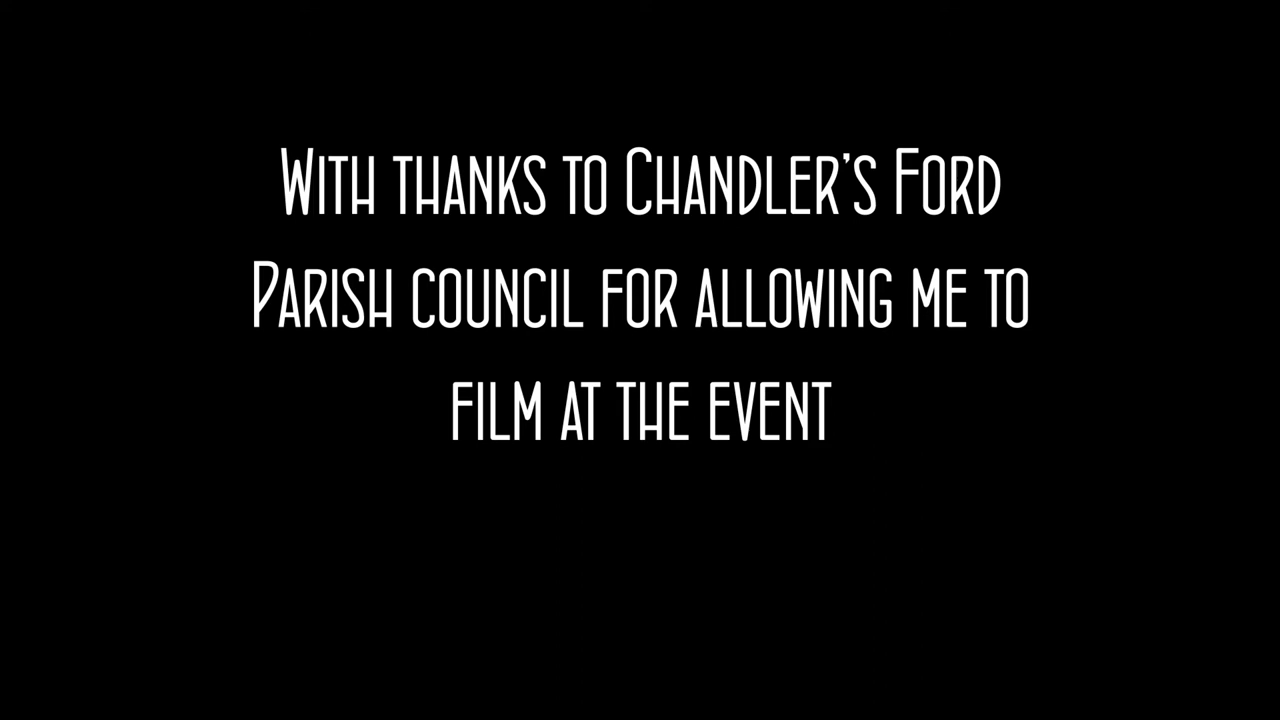 With thanks to Chandler's Ford
Parish council for allowing me to
film at the event